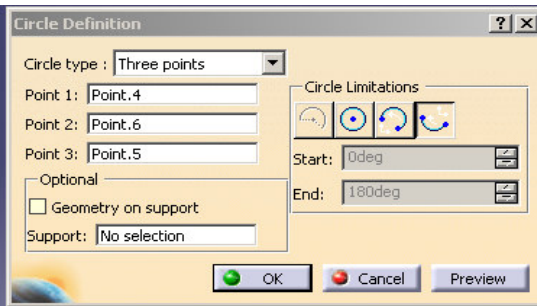 Circle Definition
? X
Circle type : Three points
Point 1: Point.4
Point 2: Point.6
Point 3: Point.5
Circle Limitations
Start: 0deg
End: 180deg
Optional
Geometry on support
Support: No selection
OK Cancel Preview